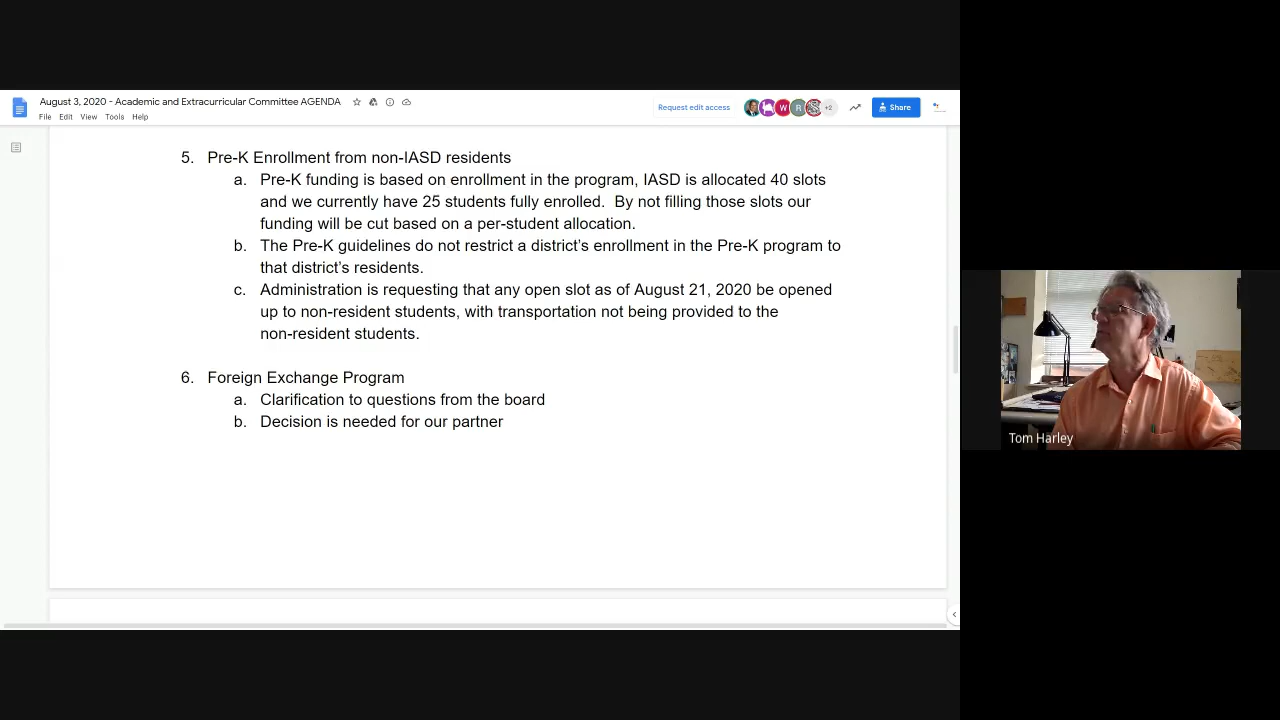 August 3, 2020 - Academic and Extracurricular Committee AGENDA
File Edit View Tools Help
Request edit access
W
R
+2
Share
5. Pre-K Enrollment from non-IASD residents
a. Pre-K funding is based on enrollment in the program, IASD is allocated 40 slots
and we currently have 25 students fully enrolled. By not filling those slots our
funding will be cut based on a per-student allocation.
b. The Pre-K guidelines do not restrict a district's enrollment in the Pre-K program to
that district's residents.
c. Administration is requesting that any open slot as of August 21, 2020 be opened
up to non-resident students, with transportation not being provided to the
non-resident students.
6. Foreign Exchange Program
a. Clarification to questions from the board
b. Decision is needed for our partner
Tom Harley